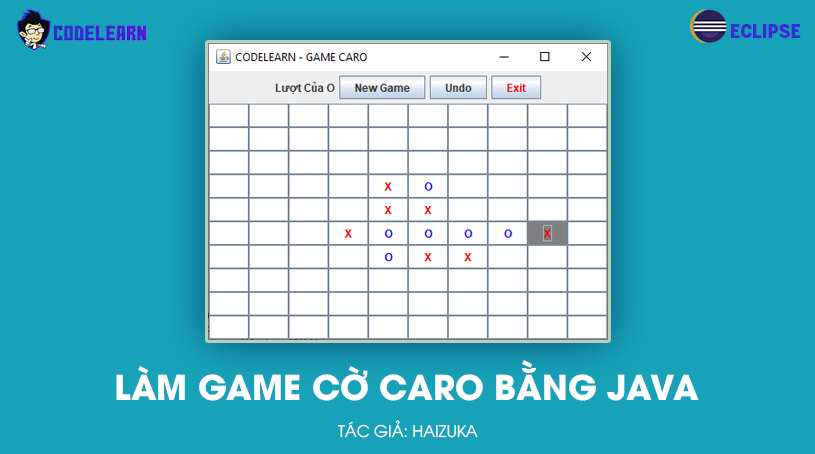 CODELEARN
ECLIPSE
CODELEARN - GAME CARO
Lượt Của O New Game Undo Exit
X O
X X
X O O O O X
O X X
LÀM GAME CỜ CARO BẰNG JAVA
TÁC GIẢ: HAIZUKA